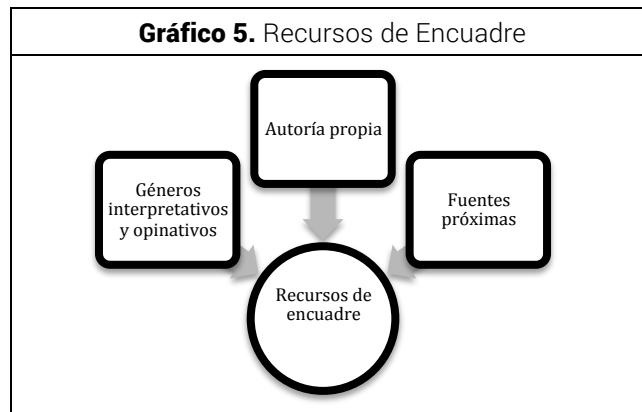 Gráfico 5. Recursos de Encuadre
Autoría propia
Géneros
interpretativos
y opinativos
Fuentes
próximas
Recursos de
encuadre